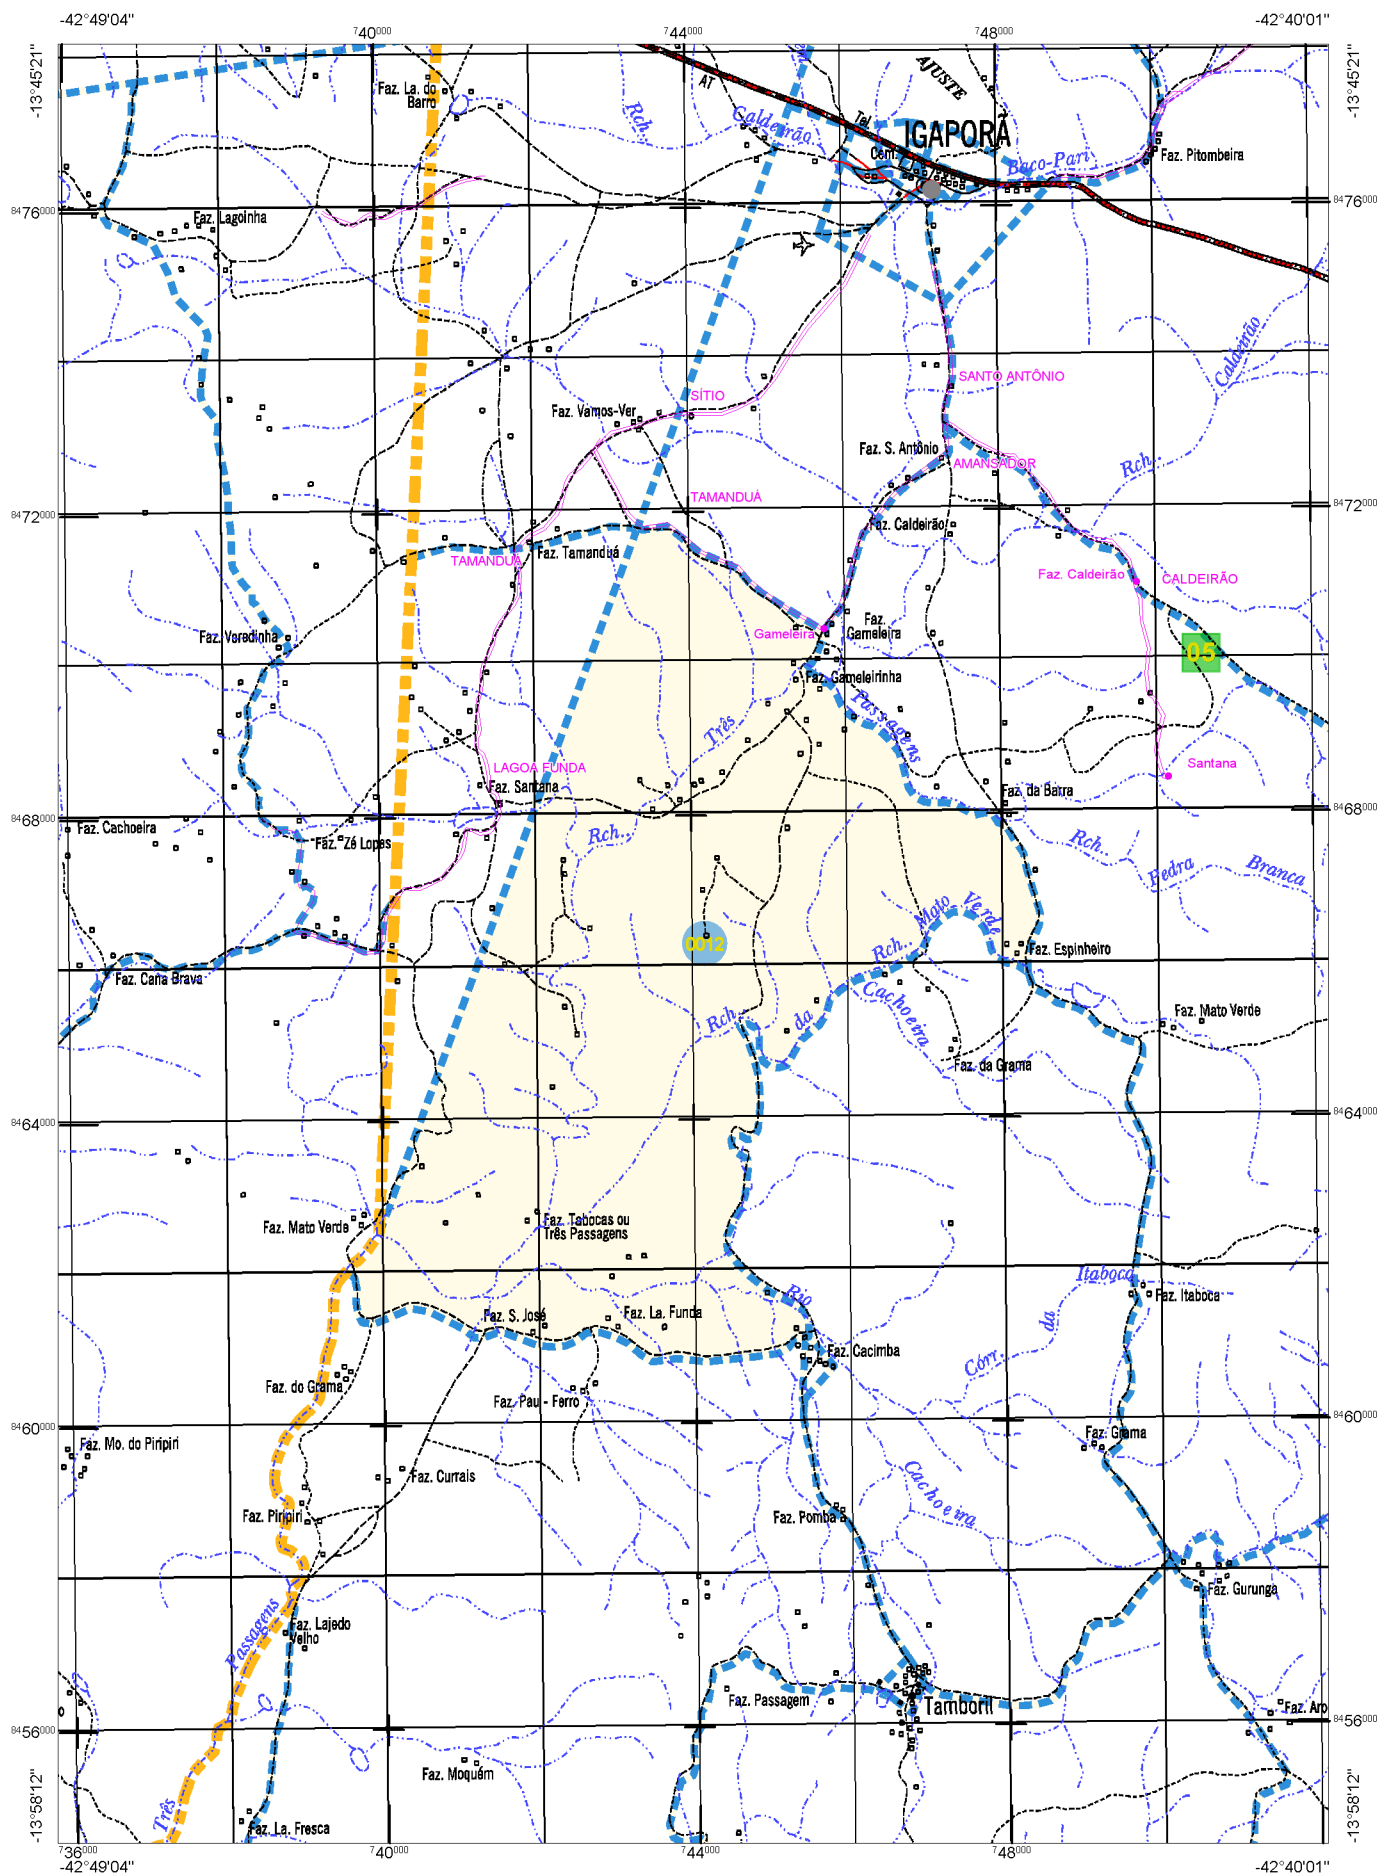 -42°49'04"
740000
744000
748000
-42°40'01"
-13°45'21"
-13°45'21"
AJUSTE
AT
Faz. La. do
Barro
Rch.
Caldeirão
Tel.
IGAPORÃ
Cem.
Baco-Pari
Faz. Pitombeira
8476000
8476000
Faz. Lagoinha
Caldeirão
SANTO ANTÔNIO
SÍTIO
Faz. Vamos-Ver
Faz. S. Antônio
AMANSADOR
Rch.
TAMANDUÁ
8472000
8472000
Faz. Caldeirão
Faz. Tamanduá
TAMANDUÁ
Faz. Caldeirão
CALDEIRÃO
Faz. Veredinha
Gameleira
Faz.
Gameleira
05
Faz. Gameleirinha
Passagens
Três
Santana
LAGOA FUNDA
Faz. Santana
Faz. da Barra
8468000
8468000
Faz. Cachoeira
Faz. Zé Lopes
Rch.
Rch.
Pedra
Branca
Mato
Verde
0012
Rch.
Faz. Espinheiro
Faz. Cana Brava
Cachoeira
Rch.
da
Faz. Mato Verde
Faz. da Grama
8464000
8464000
Faz. Mato Verde
Faz. Tabocas ou
Três Passagens
Itaboca
Rio
Faz. Itaboca
da
Faz. S. José
Faz. La. Funda
Faz. Cacimba
Córr.
Faz. do Grama
Faz. Pau - Ferro
8460000
8460000
Faz. Mo. do Piripiri
Faz. Grama
Faz. Currais
Cachoeira
Faz. Piripiri
Faz. Pomba
Faz. Gurunga
Passagens
Faz. Lajedo
Velho
Faz. Passagem
Tamboril
Faz. Aro
8456000
8456000
Faz. Moquém
-13°58'12"
-13°58'12"
Três
Faz. La. Fresca
736000
740000
744000
748000
-42°49'04"
-42°40'01"